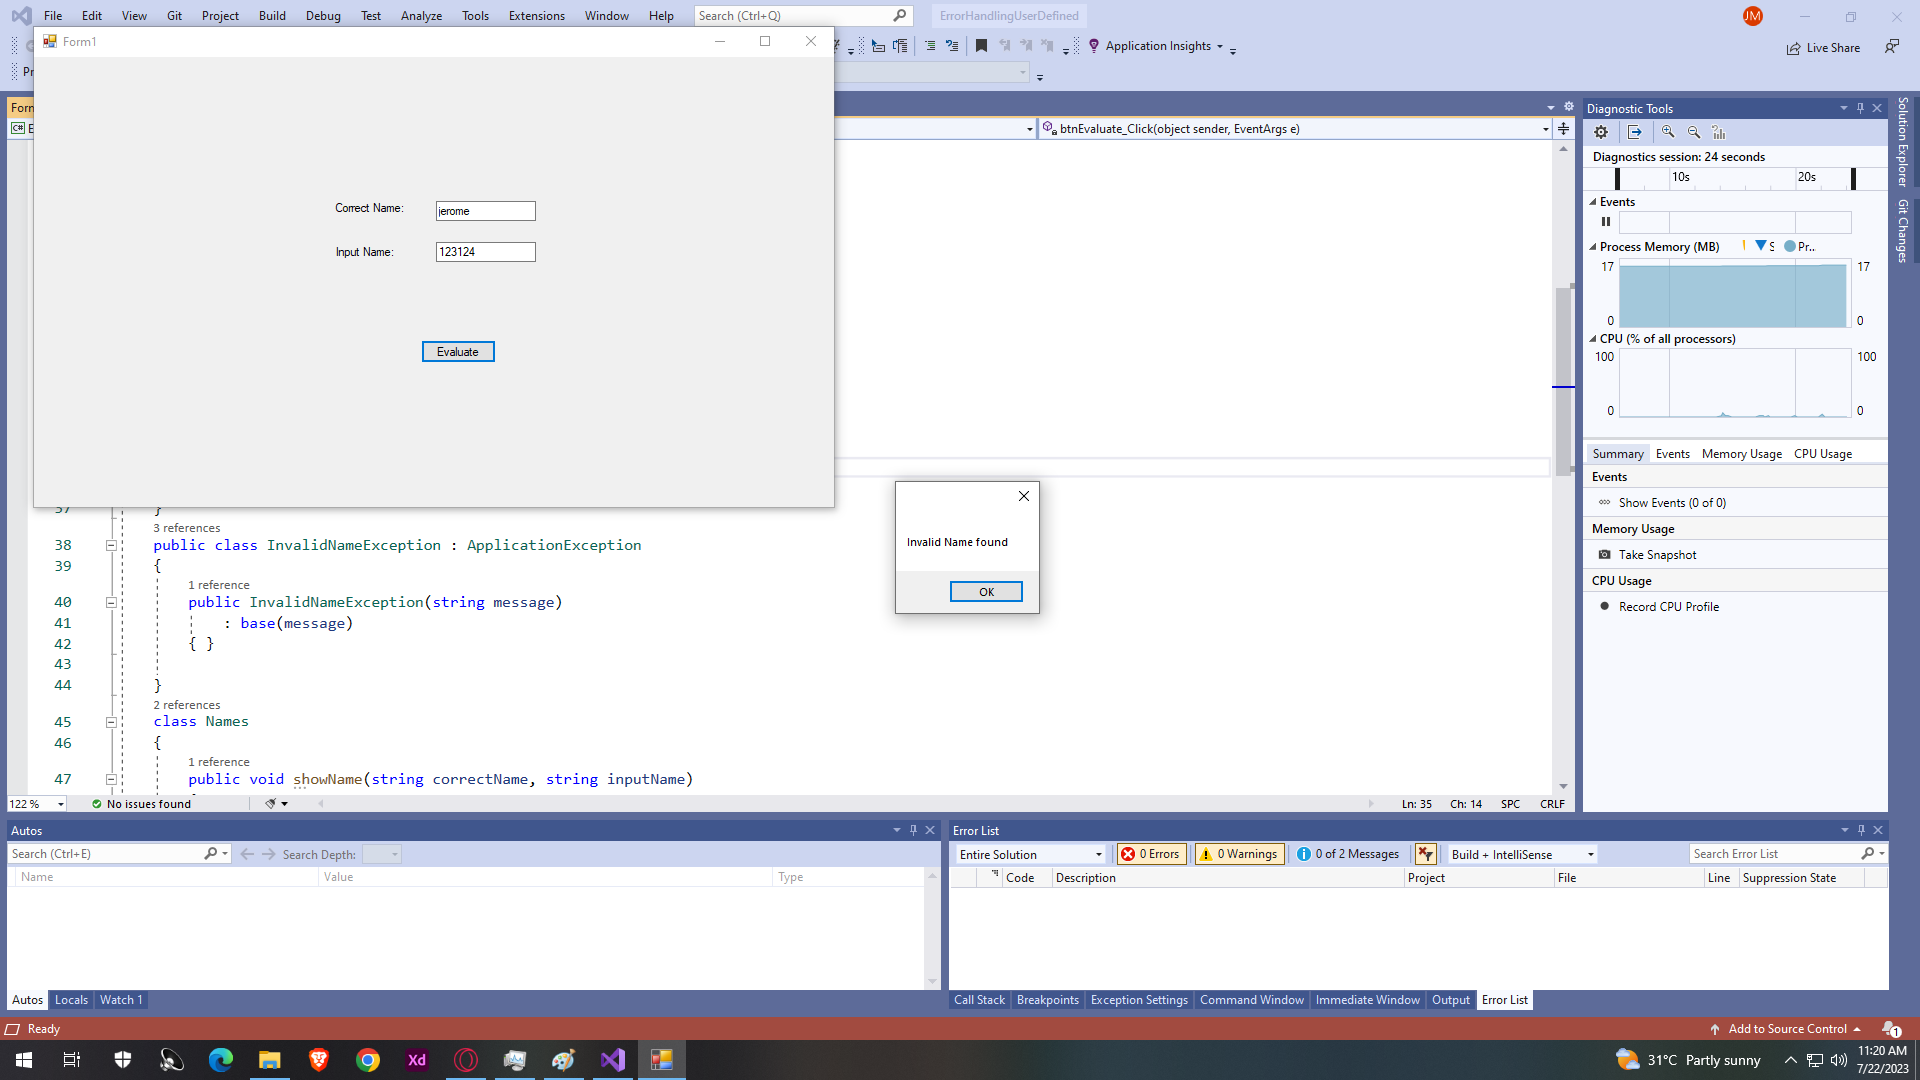 File Edit View Git Project Build Debug Test Analyze Tools Extensions Window Help Search (Ctrl+Q) ErrorHandlingUserDefined JM
Form1
Application Insights Live Share
btnEvaluate_Click(object sender, EventArgs e)
Correct Name: jerome
Input Name: 123124
Evaluate
Invalid Name found
OK
37 }
3 references
38 public class InvalidNameException : ApplicationException
39 {
1 reference
40 public InvalidNameException(string message)
41 : base(message)
42 { }
43
44 }
2 references
45 class Names
46 {
1 reference
47 public void showName(string correctName, string inputName)
122 % No issues found Ln: 35 Ch: 14 SPC CRLF
Diagnostic Tools
Diagnostics session: 24 seconds
10s 20s
Events
Process Memory (MB) S Pr...
17 17
0 0
CPU (% of all processors)
100 100
0 0
Summary Events Memory Usage CPU Usage
Events
Show Events (0 of 0)
Memory Usage
Take Snapshot
CPU Usage
Record CPU Profile
Solution Explorer
Git Changes
Autos
Search (Ctrl+E) Search Depth:
Name Value Type
Autos Locals Watch 1
Error List
Entire Solution 0 Errors 0 Warnings 0 of 2 Messages Build + IntelliSense Search Error List
Code Description Project File Line Suppression State
Call Stack Breakpoints Exception Settings Command Window Immediate Window Output Error List
Ready Add to Source Control 1
Xd 31°C Partly sunny 11:20 AM
7/22/2023